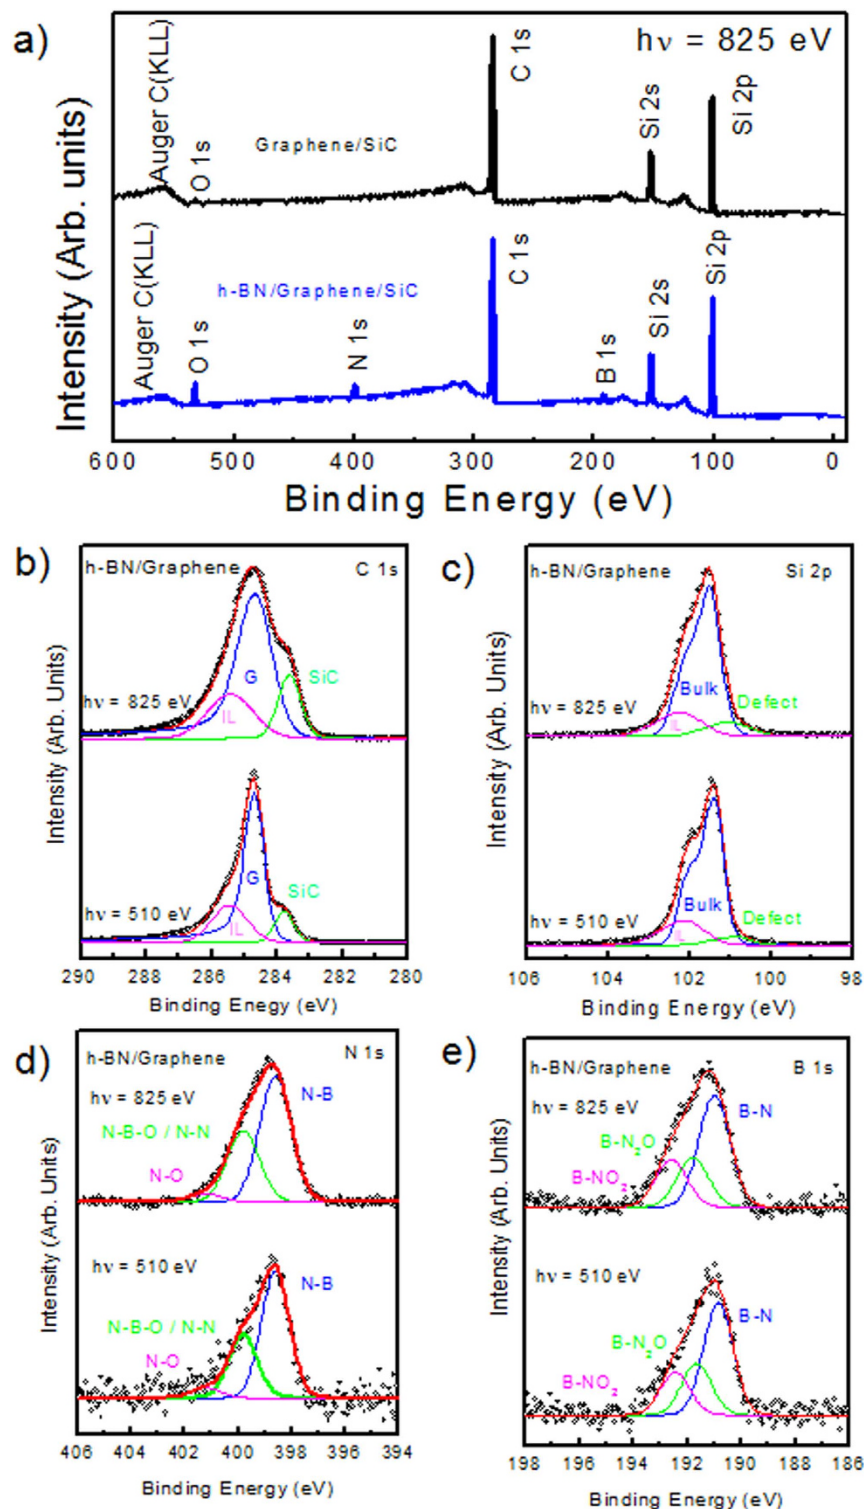 a)
hν = 825 eV
Auger C(KLL)
O 1s
Graphene/SiC
C 1s
Si 2s
Si 2p
Auger C(KLL)
O 1s
h-BN/Graphene/SiC
N 1s
C 1s
B 1s
Si 2s
Si 2p
Intensity (Arb. units)
600 500 400 300 200 100 0
Binding Energy (eV)
b)
h-BN/Graphene C 1s
G
SiC
hν = 825 eV
IL
hν = 510 eV
G
SiC
IL
Intensity (Arb. Units)
290 288 286 284 282 280
Binding Enegy (eV)
c)
h-BN/Graphene Si 2p
Bulk
Defect
hν = 825 eV
IL
hν = 510 eV
Bulk
Defect
IL
Intensity (Arb. Units)
106 104 102 100 98
Binding Energy (eV)
d)
h-BN/Graphene N 1s
hν = 825 eV
N-B
N-B-O / N-N
N-O
hν = 510 eV
N-B
N-B-O / N-N
N-O
Intensity (Arb. Units)
406 404 402 400 398 396 394
Binding Energy (eV)
e)
h-BN/Graphene B 1s
hν = 825 eV
B-N
B-N₂O
B-NO₂
hν = 510 eV
B-N
B-N₂O
B-NO₂
Intensity (Arb. Units)
198 196 194 192 190 188 186
Binding Energy (eV)